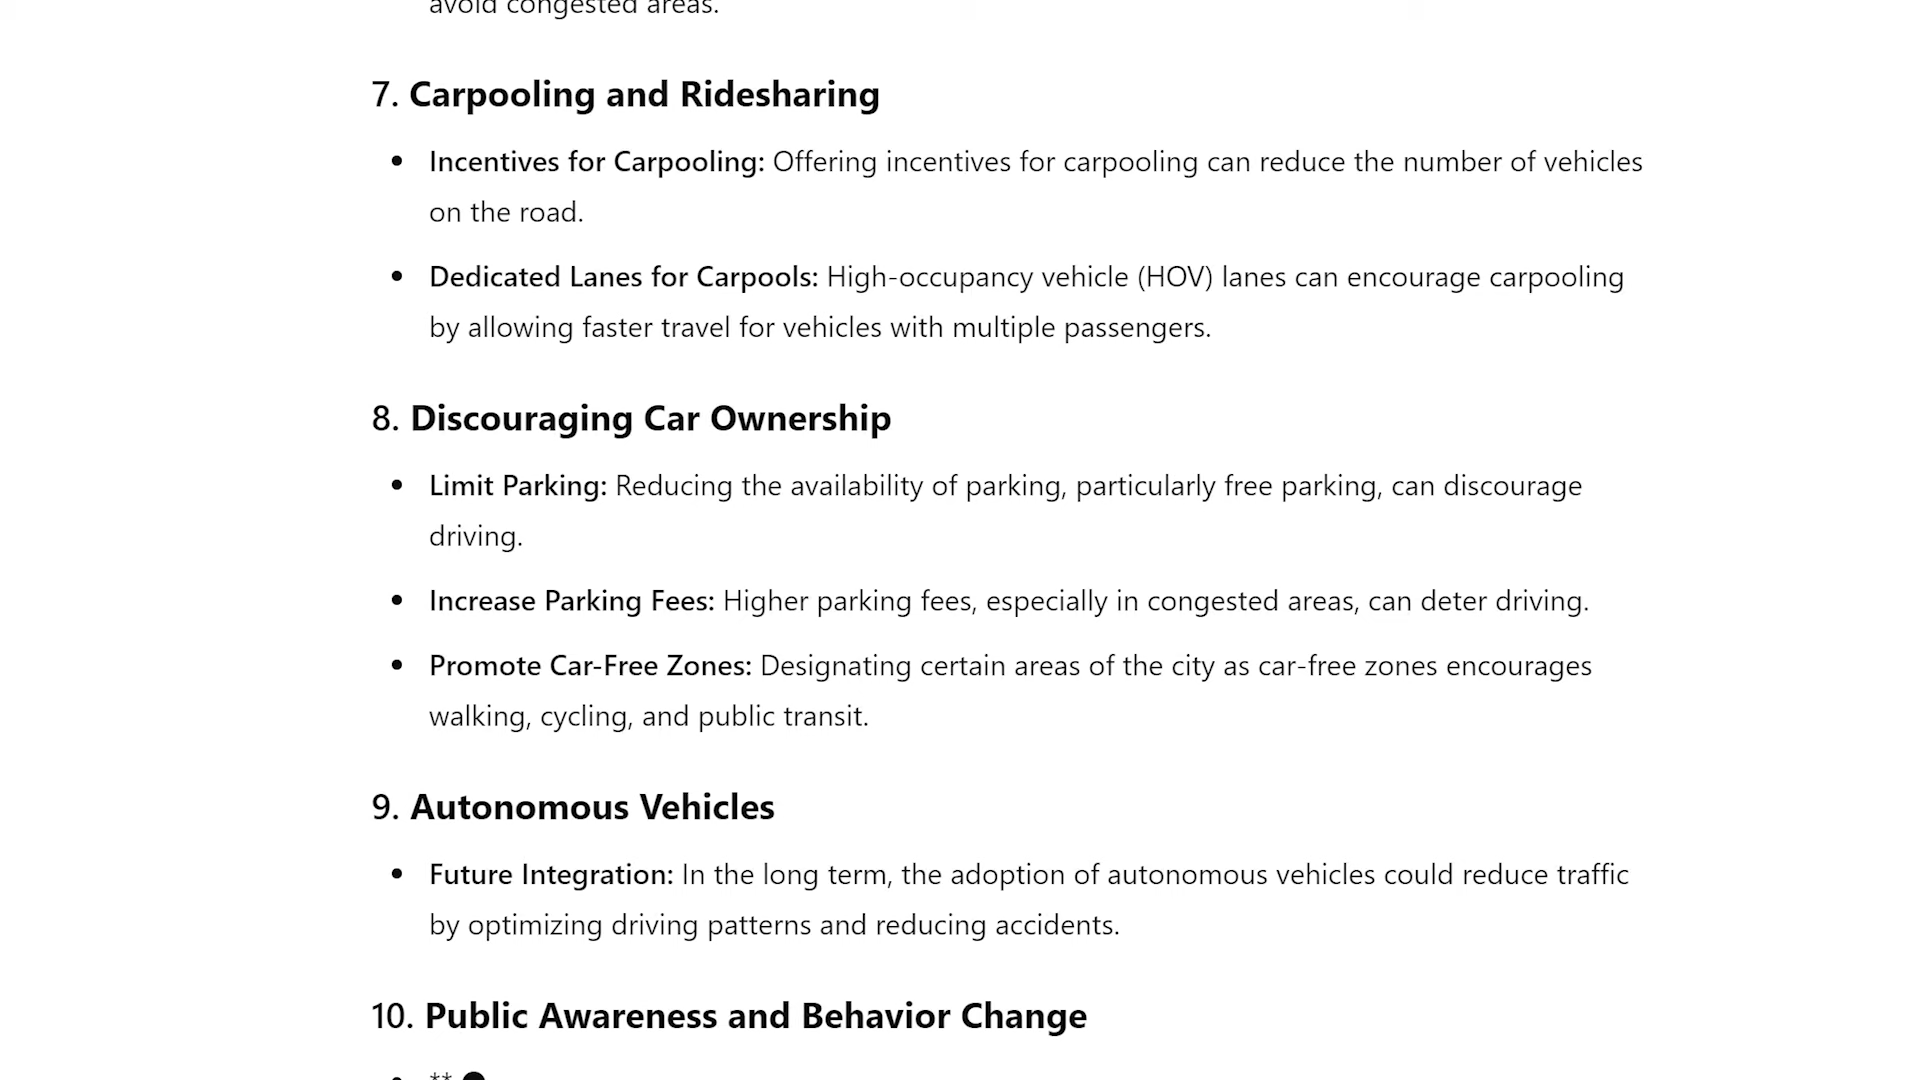 avoid congested areas.
7. Carpooling and Ridesharing
• Incentives for Carpooling: Offering incentives for carpooling can reduce the number of vehicles
on the road.
• Dedicated Lanes for Carpools: High-occupancy vehicle (HOV) lanes can encourage carpooling
by allowing faster travel for vehicles with multiple passengers.
8. Discouraging Car Ownership
• Limit Parking: Reducing the availability of parking, particularly free parking, can discourage
driving.
• Increase Parking Fees: Higher parking fees, especially in congested areas, can deter driving.
• Promote Car-Free Zones: Designating certain areas of the city as car-free zones encourages
walking, cycling, and public transit.
9. Autonomous Vehicles
• Future Integration: In the long term, the adoption of autonomous vehicles could reduce traffic
by optimizing driving patterns and reducing accidents.
10. Public Awareness and Behavior Change
• **